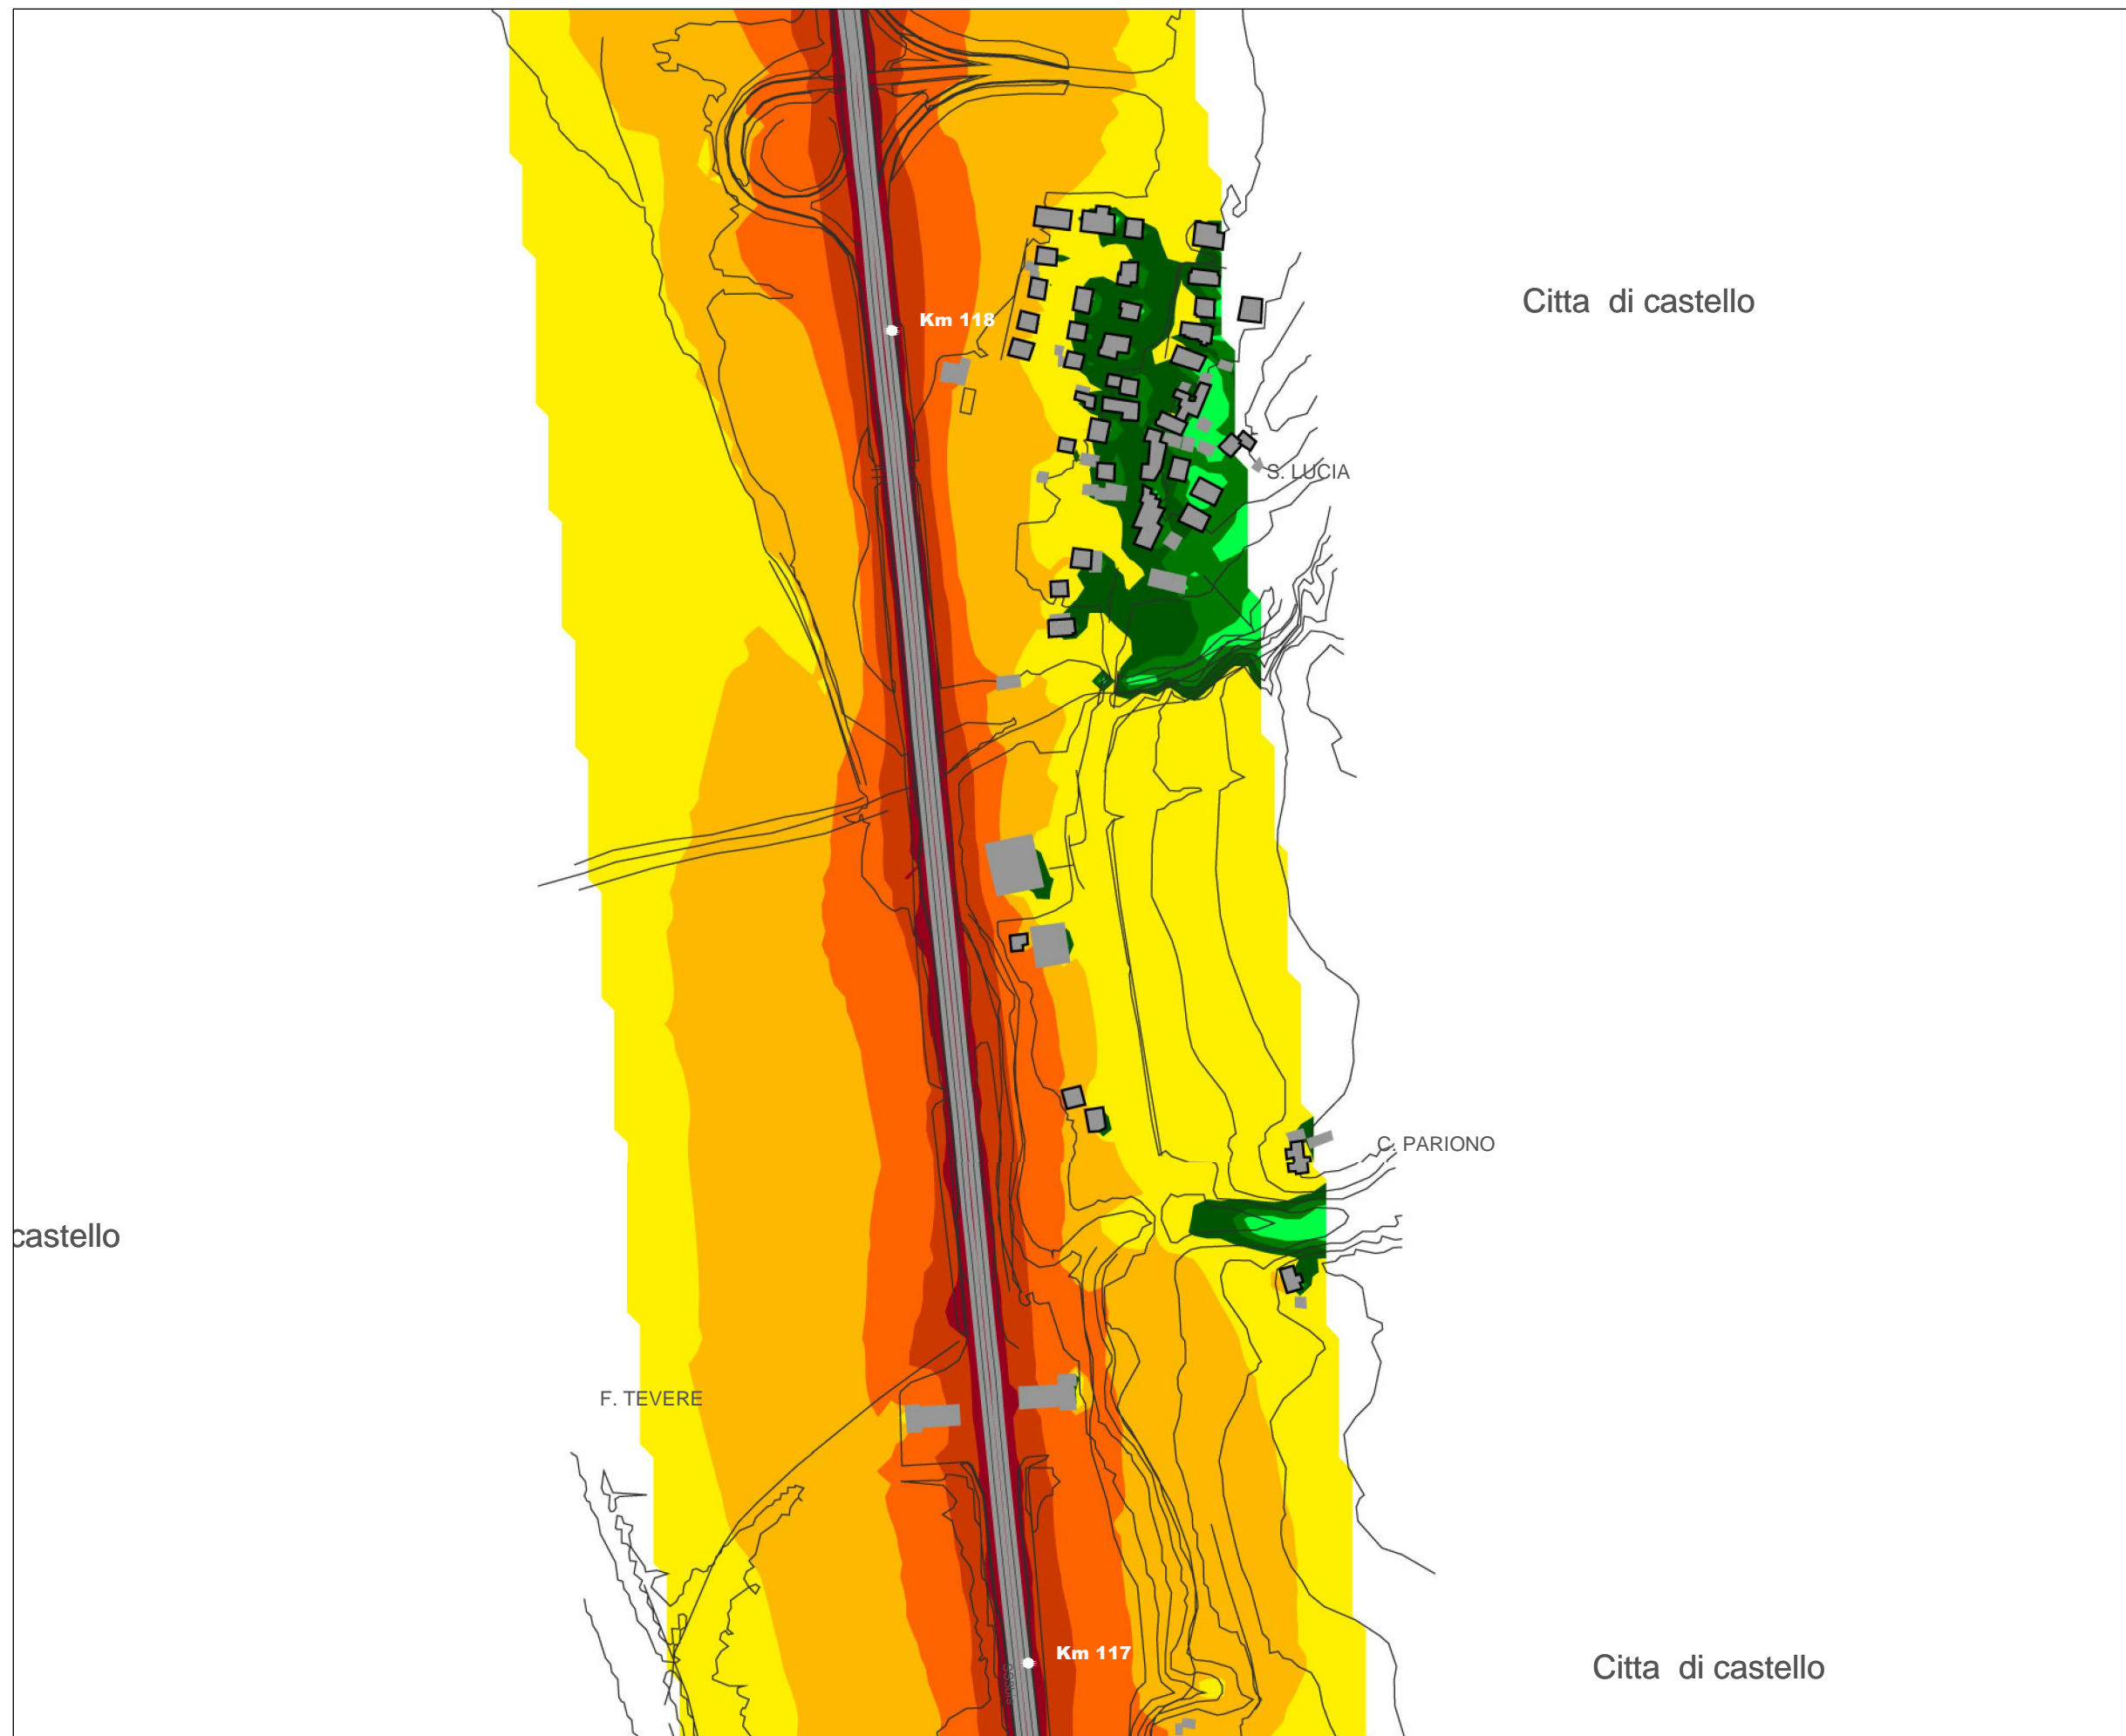 Citta di castello
Km 118
S. LUCIA
C. PARIONO
castello
F. TEVERE
Km 117
Citta di castello